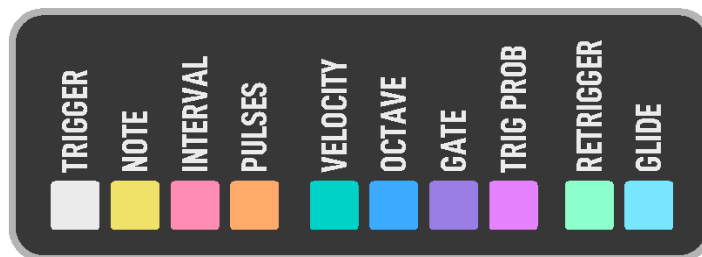 TRIGGER
NOTE
INTERVAL
PULSES
VELOCITY
OCTAVE
GATE
TRIG PROB
RETRIGGER
GLIDE